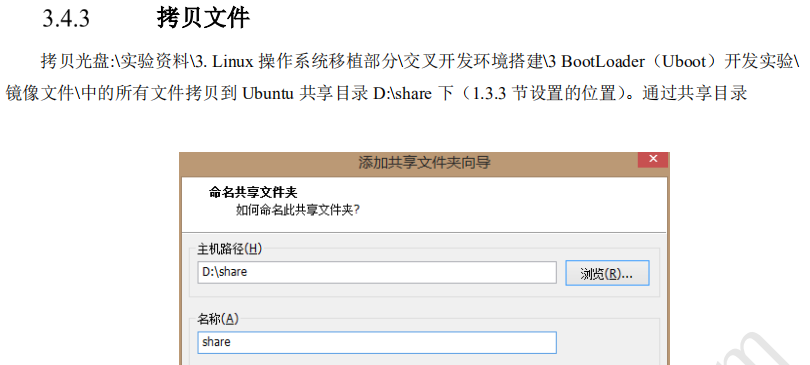 3.4.3 拷贝文件
拷贝光盘:\实验资料\3. Linux 操作系统移植部分\交叉开发环境搭建\3 BootLoader（Uboot）开发实验\
镜像文件\中的所有文件拷贝到 Ubuntu 共享目录 D:\share 下（1.3.3 节设置的位置）。通过共享目录
添加共享文件夹向导
命名共享文件夹
如何命名此共享文件夹?
主机路径(H)
D:\share
浏览(R)...
名称(A)
share
om